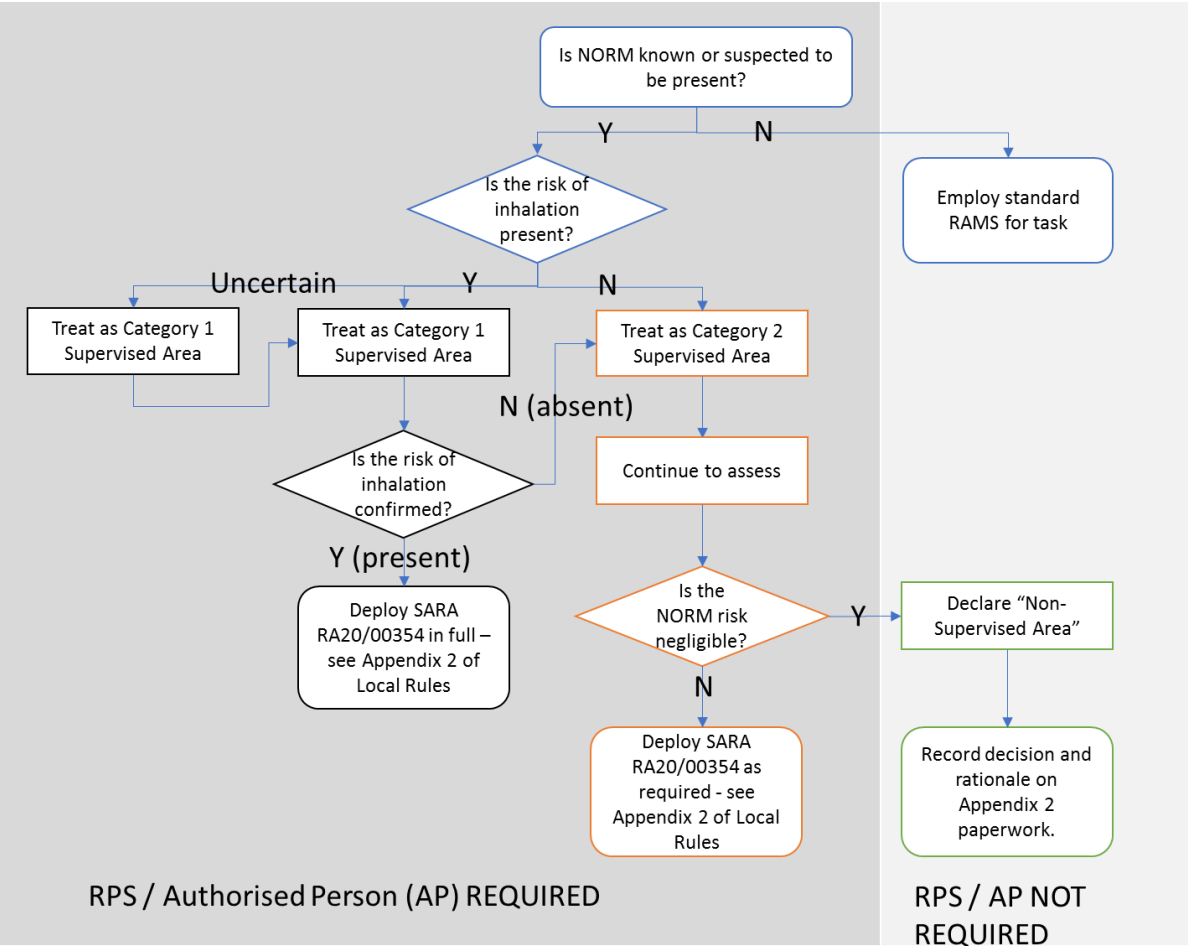 Is NORM known or suspected to
be present?
Y
N
Is the risk of
inhalation
present?
Employ standard
RAMS for task
Uncertain
Y
N
Treat as Category 1
Supervised Area
Treat as Category 1
Supervised Area
Treat as Category 2
Supervised Area
N (absent)
Is the risk of
inhalation
confirmed?
Continue to assess
Y (present)
Deploy SARA
RA20/00354 in full –
see Appendix 2 of
Local Rules
Is the
NORM risk
negligible?
Y
Declare “Non-
Supervised Area”
N
Deploy SARA
RA20/00354 as
required - see
Appendix 2 of Local
Rules
Record decision and
rationale on
Appendix 2
paperwork.
RPS / Authorised Person (AP) REQUIRED
RPS / AP NOT
REQUIRED